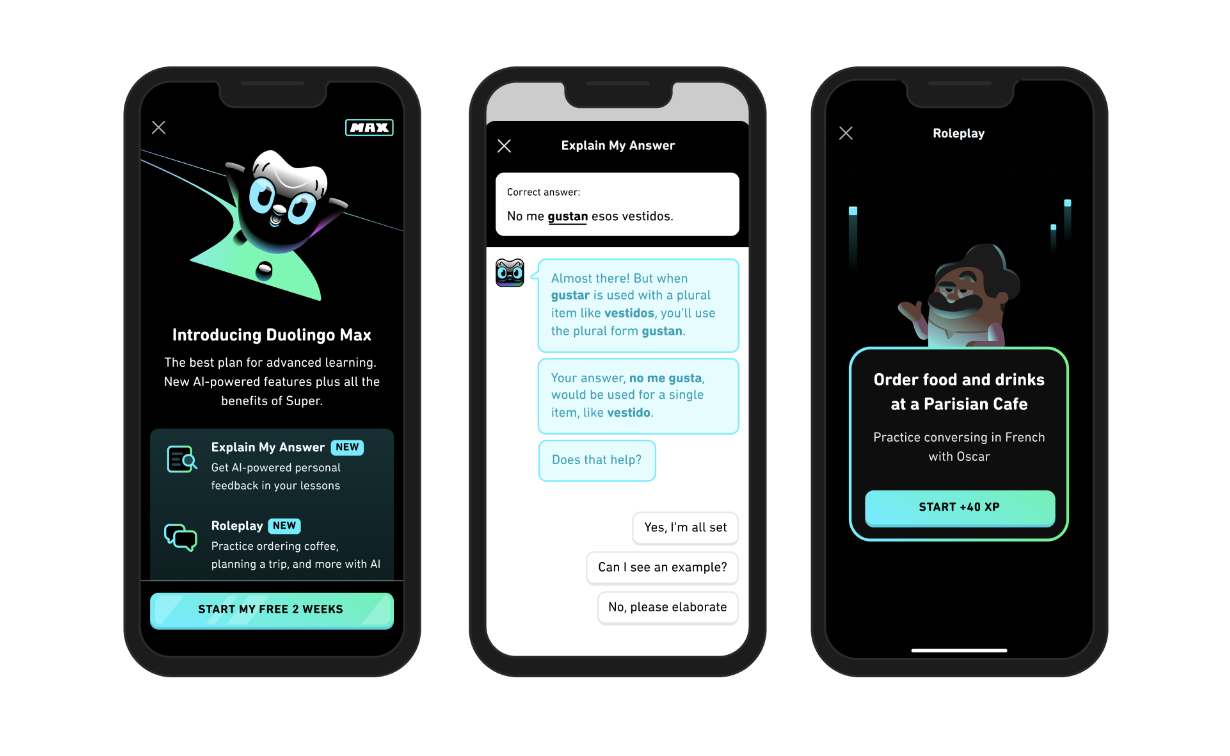 MAX
Introducing Duolingo Max
The best plan for advanced learning.
New AI-powered features plus all the
benefits of Super.
Explain My Answer NEW
Get AI-powered personal
feedback in your lessons
Roleplay NEW
Practice ordering coffee,
planning a trip, and more with AI
START MY FREE 2 WEEKS
Explain My Answer
Correct answer:
No me gustan esos vestidos.
Almost there! But when
gustar is used with a plural
item like vestidos, you'll use
the plural form gustan.
Your answer, no me gusta,
would be used for a single
item, like vestido.
Does that help?
Yes, I'm all set
Can I see an example?
No, please elaborate
Roleplay
Order food and drinks
at a Parisian Cafe
Practice conversing in French
with Oscar
START +40 XP